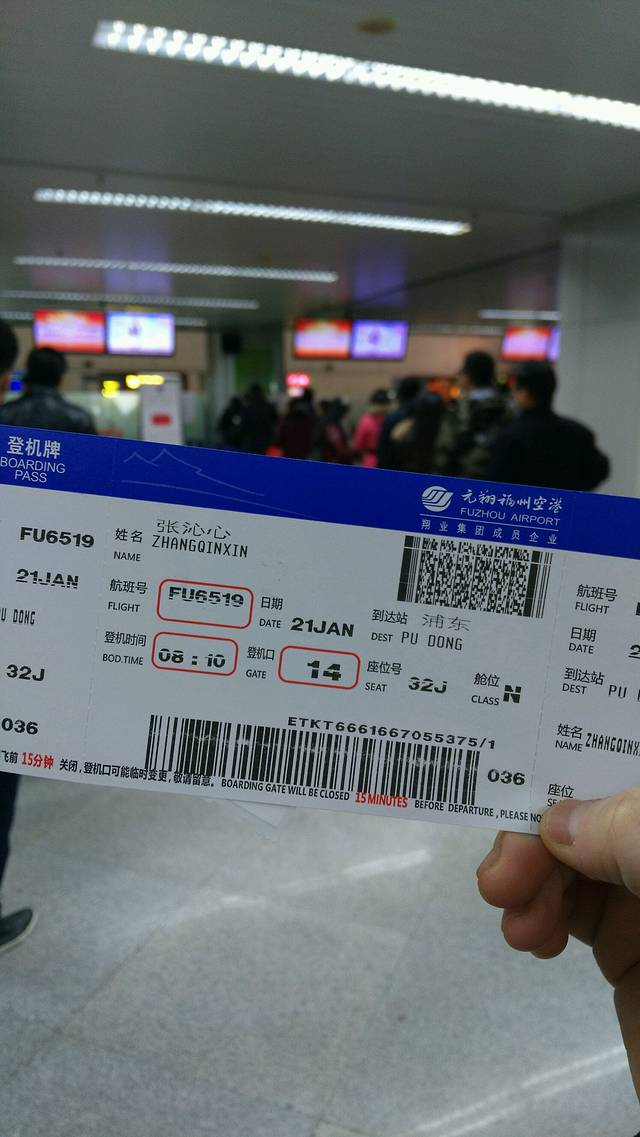 登机牌
BOARDING
PASS
元翔福州空港
FUZHOU AIRPORT
翔业集团成员企业
FU6519
21JAN
PU DONG
32J
036
姓名 张沁心
NAME ZHANGQINXIN
航班号 FU6519 日期 21JAN 到达站 浦东
FLIGHT DATE DEST PU DONG
登机时间 08:10 登机口 14 座位号 32J 舱位 N
BOD.TIME GATE SEAT CLASS
ETKT6661667055375/1
036
飞前 15分钟 关闭,登机口可能临时变更,敬请留意。 BOARDING GATE WILL BE CLOSED 15 MINUTES BEFORE DEPARTURE, PLEASE NO
航班号
FLIGHT
日期 2
DATE
到达站 PU
DEST
姓名 ZHANGQINX
NAME
座位
SE